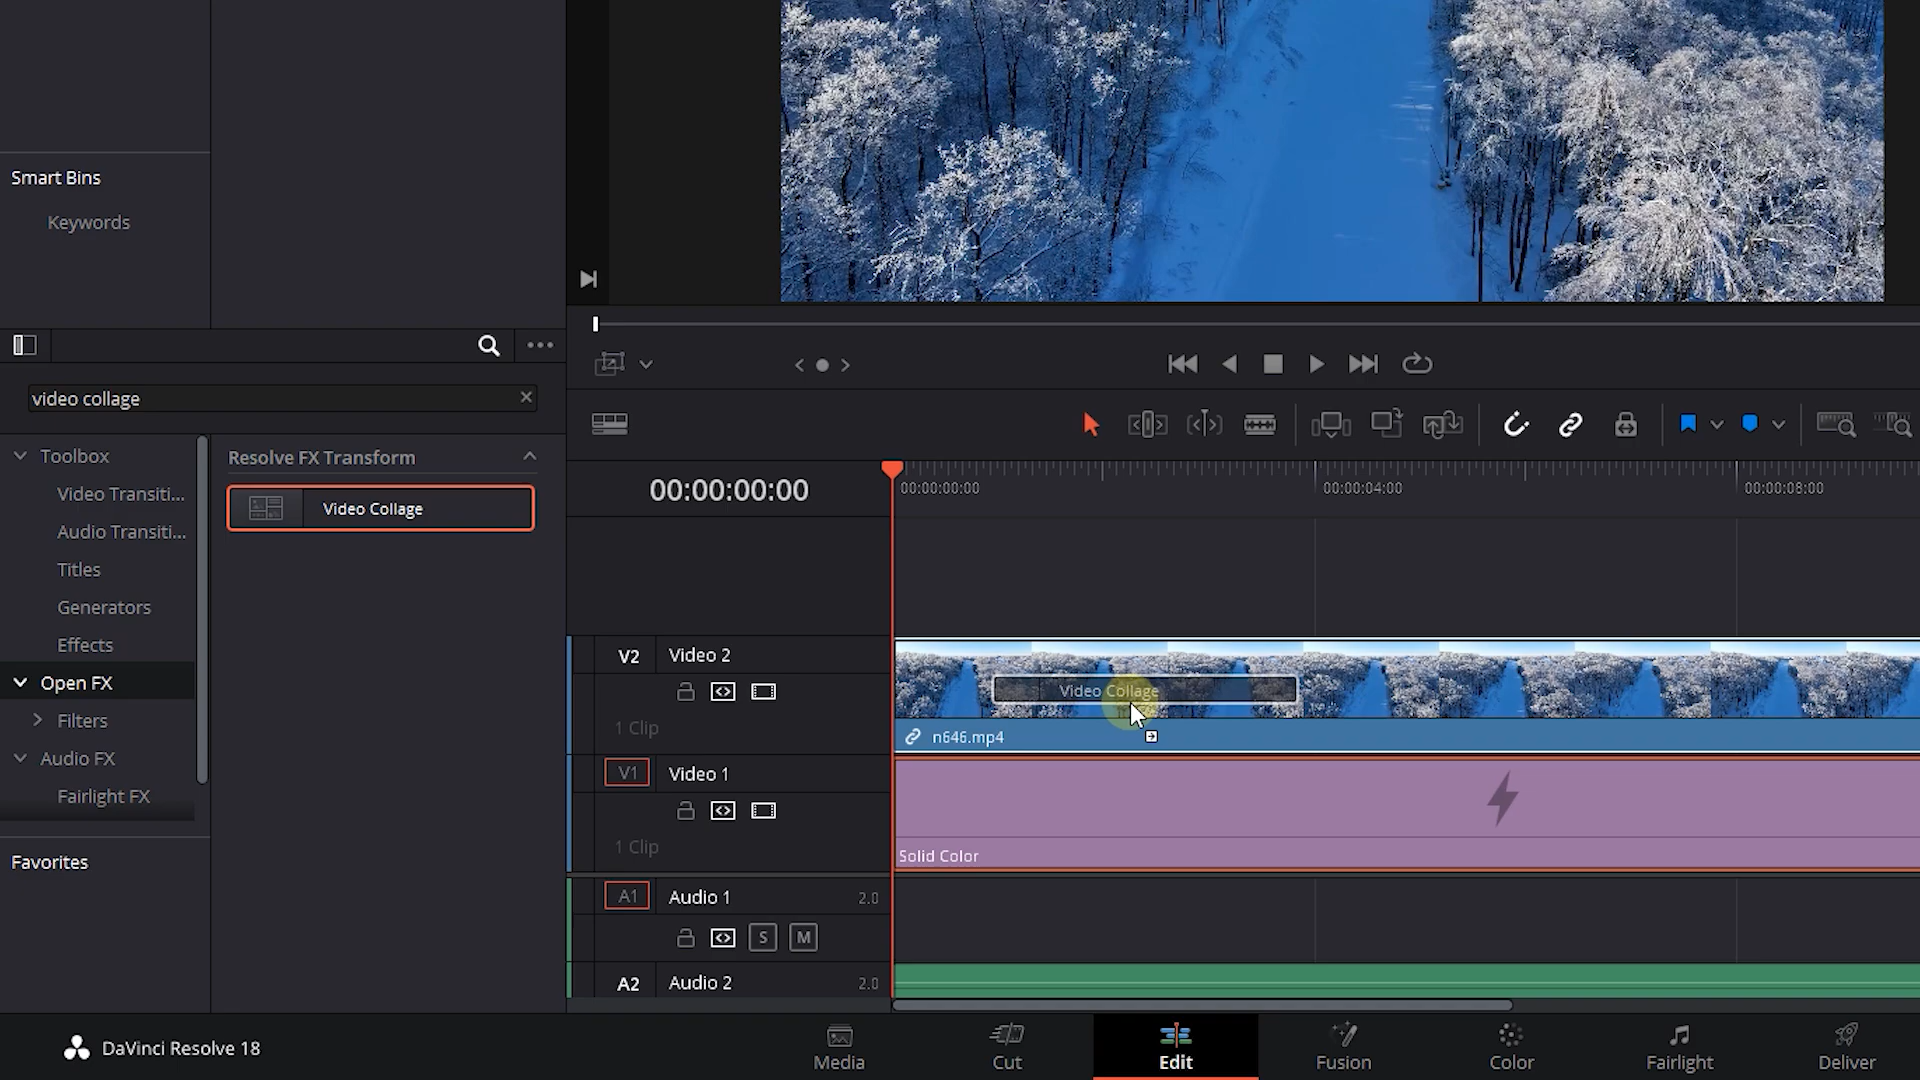 Smart Bins
Keywords
video collage
Toolbox
Video Transiti...
Audio Transiti...
Titles
Generators
Effects
Open FX
Filters
Audio FX
Fairlight FX
Favorites
Resolve FX Transform
Video Collage
00:00:00:00
00:00:00:00
00:00:04:00
00:00:08:00
V2 Video 2
1 Clip
Video Collage
n646.mp4
V1 Video 1
1 Clip
Solid Color
A1 Audio 1 2.0
S M
A2 Audio 2 2.0
DaVinci Resolve 18
Media
Cut
Edit
Fusion
Color
Fairlight
Deliver